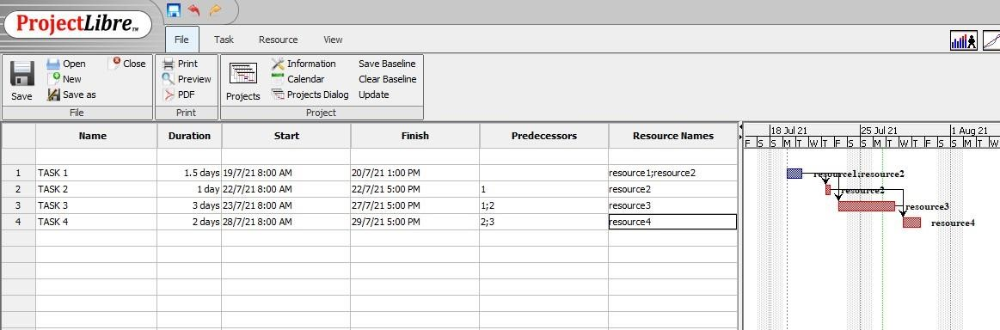 ProjectLibre TM
File Task Resource View
Save Open New Save as Close
File
Print Preview PDF
Print
Projects Information Calendar Projects Dialog Save Baseline Clear Baseline Update
Project
Name Duration Start Finish Predecessors Resource Names
1 TASK 1 1.5 days 19/7/21 8:00 AM 20/7/21 1:00 PM resource1;resource2
2 TASK 2 1 day 22/7/21 8:00 AM 22/7/21 5:00 PM 1 resource2
3 TASK 3 3 days 23/7/21 8:00 AM 27/7/21 5:00 PM 1;2 resource3
4 TASK 4 2 days 28/7/21 8:00 AM 29/7/21 5:00 PM 2;3 resource4
18 Jul 21 25 Jul 21 1 Aug 21
F S S M T W T F S S M T W T F S S M T W
resource1;resource2
resource2
resource3
resource4